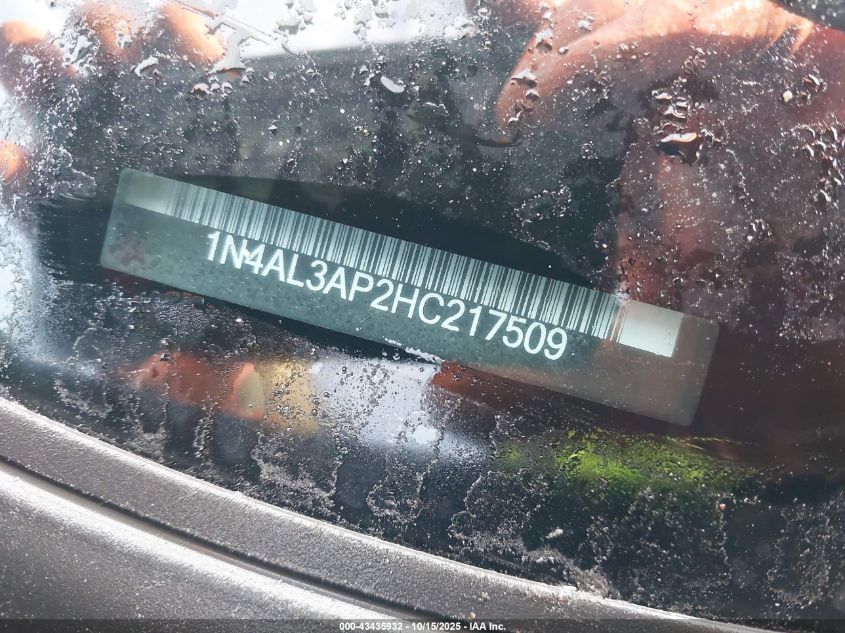 1N4AL3AP2HC217509
000-43435932 - 10/15/2025 - IAA Inc.